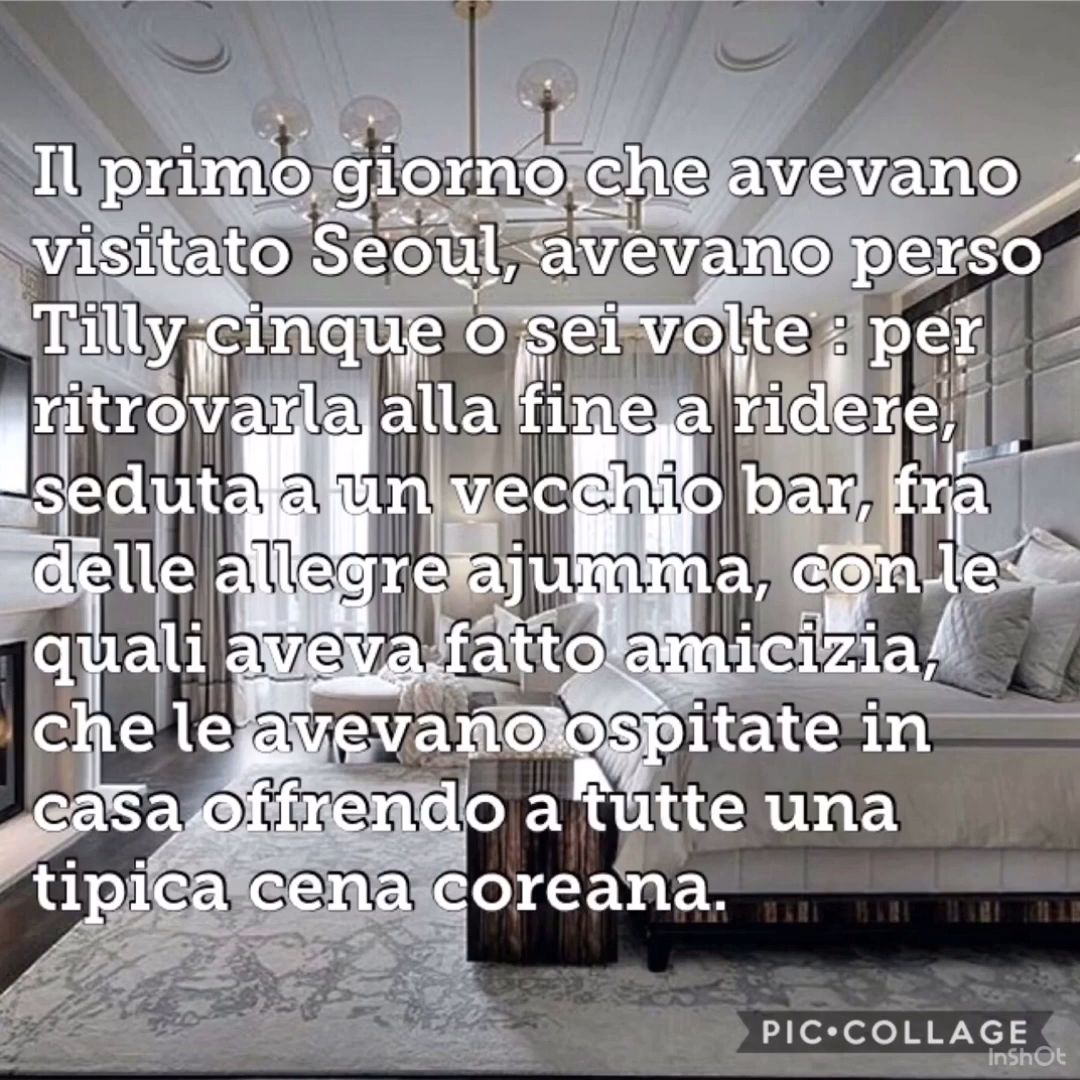 Il primo giorno che avevano
visitato Seoul, avevano perso
Tilly cinque o sei volte : per
ritrovarla alla fine a ridere,
seduta a un vecchio bar, fra
delle allegre ajumma, con le
quali aveva fatto amicizia,
che le avevano ospitate in
casa offrendo a tutte una
tipica cena coreana.
PIC•COLLAGE
InShOt